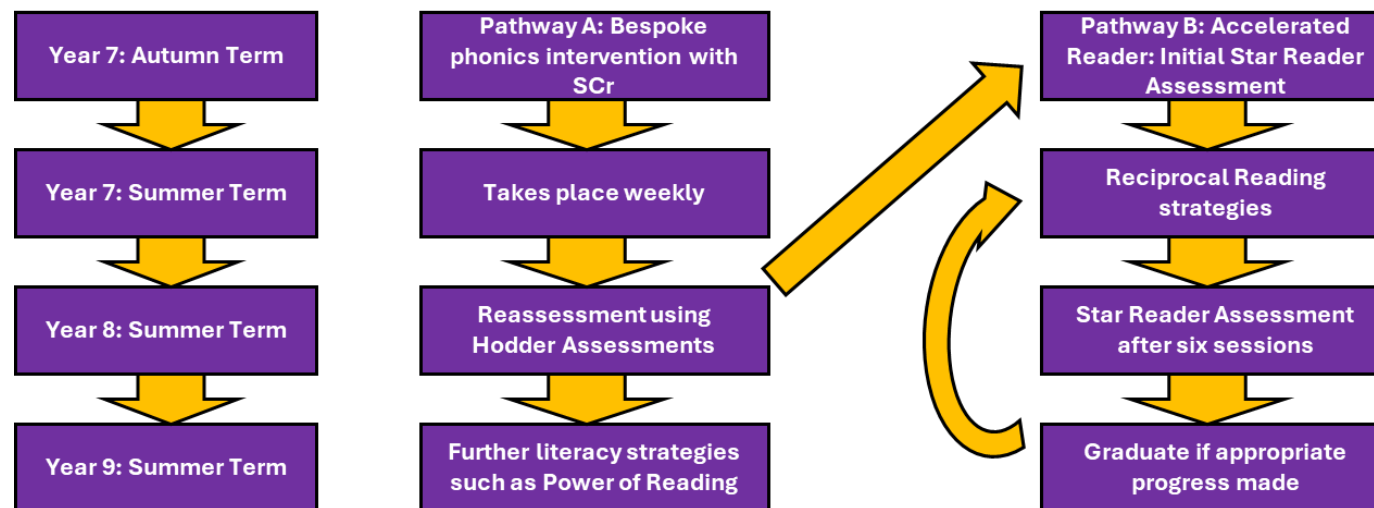 Year 7: Autumn Term
Year 7: Summer Term
Year 8: Summer Term
Year 9: Summer Term
Pathway A: Bespoke
phonics intervention with
SCr
Takes place weekly
Reassessment using
Hodder Assessments
Further literacy strategies
such as Power of Reading
Pathway B: Accelerated
Reader: Initial Star Reader
Assessment
Reciprocal Reading
strategies
Star Reader Assessment
after six sessions
Graduate if appropriate
progress made